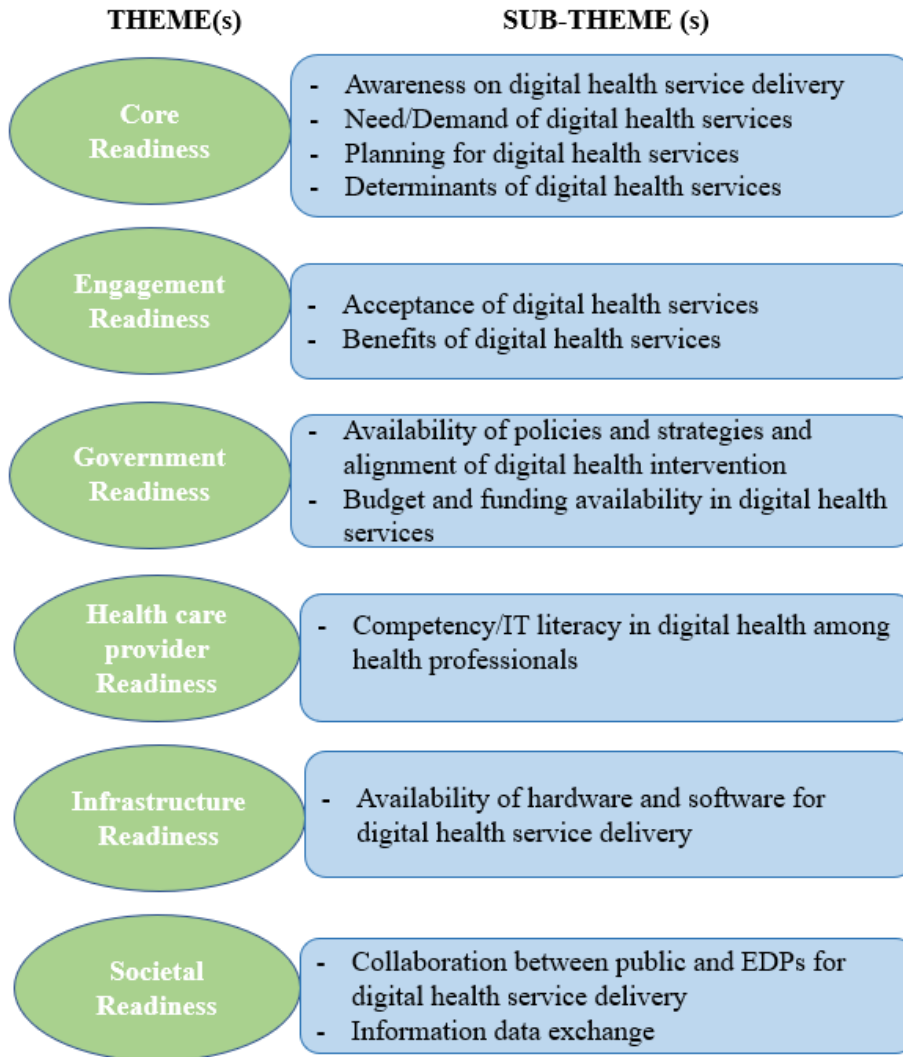 THEME(s) SUB-THEME (s)
Core
Readiness
- Awareness on digital health service delivery
- Need/Demand of digital health services
- Planning for digital health services
- Determinants of digital health services
Engagement
Readiness
- Acceptance of digital health services
- Benefits of digital health services
Government
Readiness
- Availability of policies and strategies and
alignment of digital health intervention
- Budget and funding availability in digital health
services
Health care
provider
Readiness
- Competency/IT literacy in digital health among
health professionals
Infrastructure
Readiness
- Availability of hardware and software for
digital health service delivery
Societal
Readiness
- Collaboration between public and EDPs for
digital health service delivery
- Information data exchange